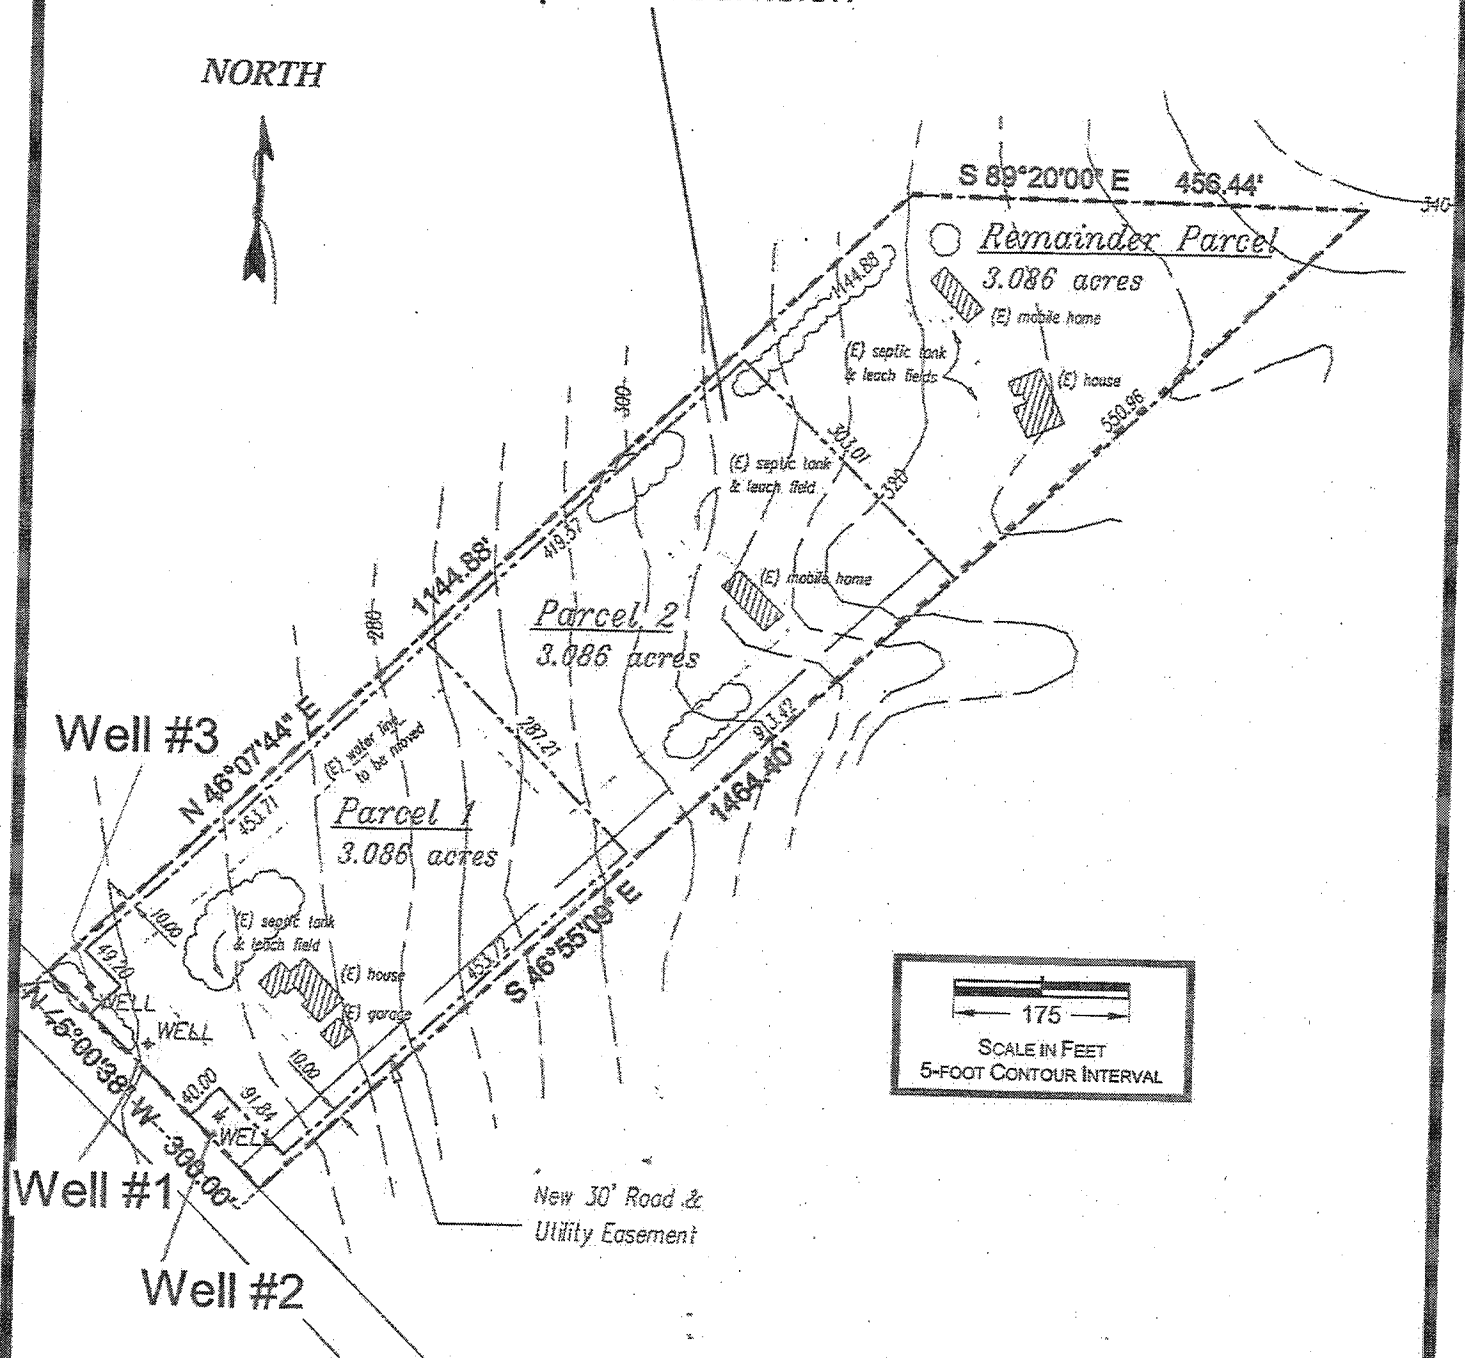 NORTH
S 89°20'00" E 456.44'
340
Remainder Parcel
3.086 acres
(E) mobile home
1144.88
(E) septic tank
& leach fields
(E) house
550.96
300
303.01
320
(E) septic tank
& leach field
419.57
1144.88'
(E) mobile home
Parcel 2
3.086 acres
280
913.42
1464.40'
287.21
N 46°07'44" E
(E) water line
to be moved
453.71
Well #3
Parcel 1
3.086 acres
S 46°55'09" E
10.00
(E) septic tank
& leach field
49.20
(E) house
453.72
WELL
(E) garage
WELL
N 45°00'38" W 300.00'
40.00
91.84
10.00
WELL
175
SCALE IN FEET
5-FOOT CONTOUR INTERVAL
Well #1
New 30' Road &
Utility Easement
Well #2